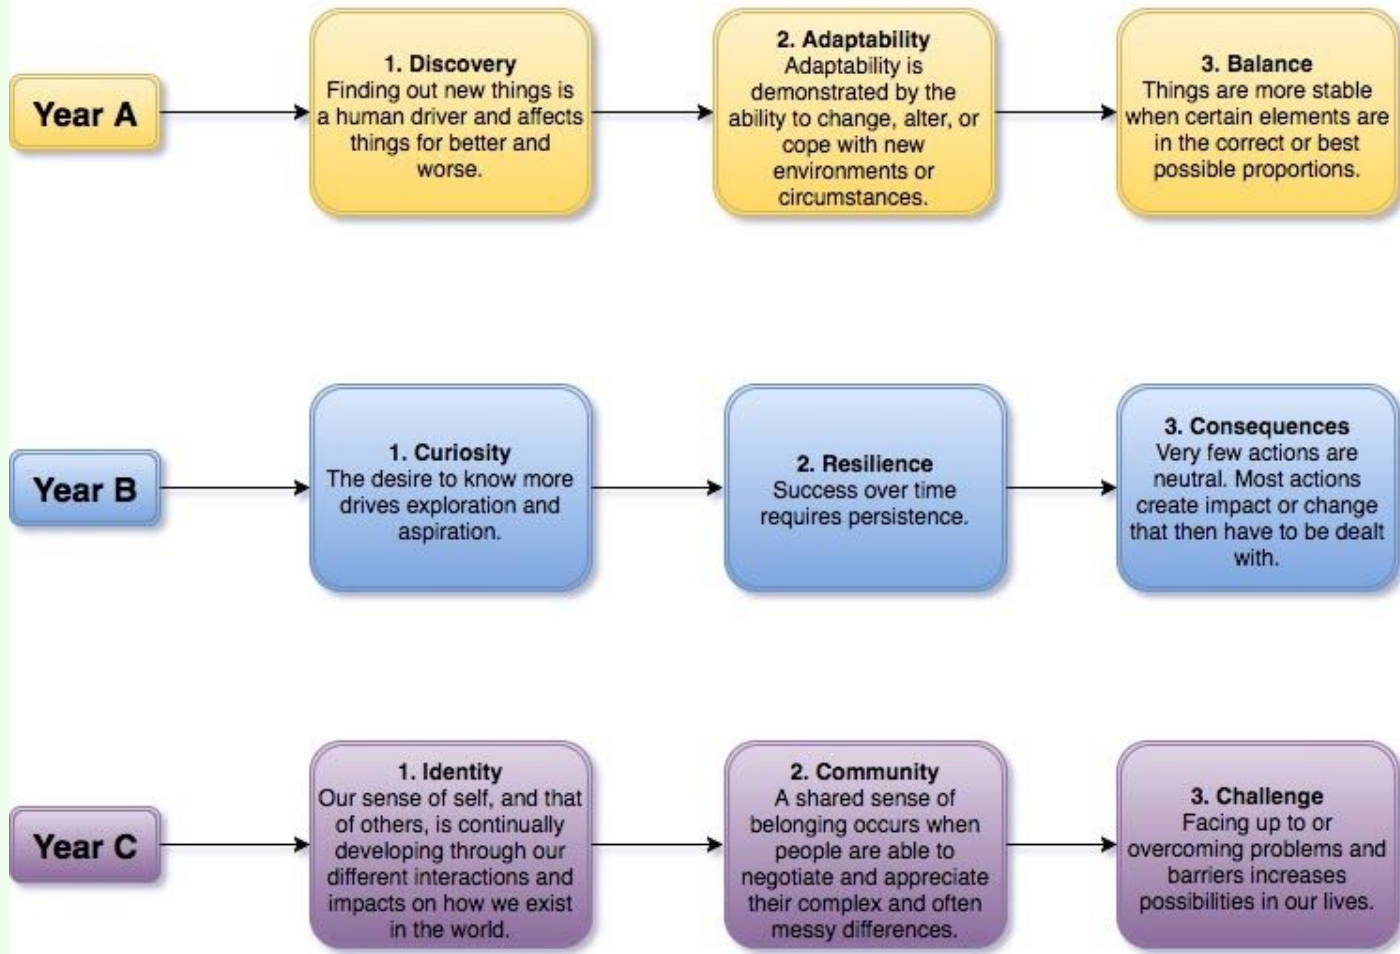 Year A
1. Discovery
Finding out new things is
a human driver and affects
things for better and
worse.
2. Adaptability
Adaptability is
demonstrated by the
ability to change, alter, or
cope with new
environments or
circumstances.
3. Balance
Things are more stable
when certain elements are
in the correct or best
possible proportions.
Year B
1. Curiosity
The desire to know more
drives exploration and
aspiration.
2. Resilience
Success over time
requires persistence.
3. Consequences
Very few actions are
neutral. Most actions
create impact or change
that then have to be dealt
with.
Year C
1. Identity
Our sense of self, and that
of others, is continually
developing through our
different interactions and
impacts on how we exist
in the world.
2. Community
A shared sense of
belonging occurs when
people are able to
negotiate and appreciate
their complex and often
messy differences.
3. Challenge
Facing up to or
overcoming problems and
barriers increases
possibilities in our lives.